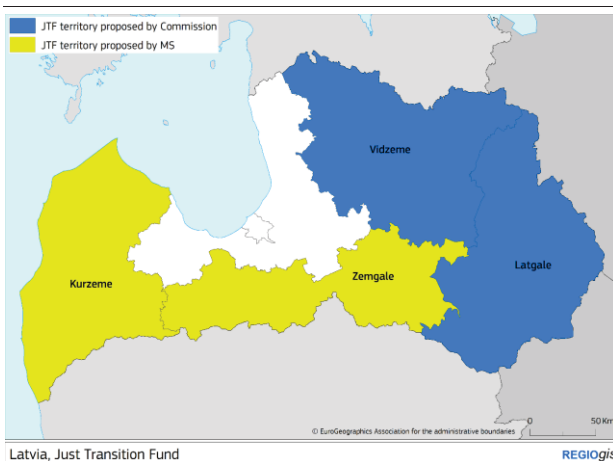 JTF territory proposed by Commission
JTF territory proposed by MS
Vidzeme
Latgale
Kurzeme
Zemgale
© EuroGeographics Association for the administrative boundaries
0 50 Km
Latvia, Just Transition Fund
REGIOgis